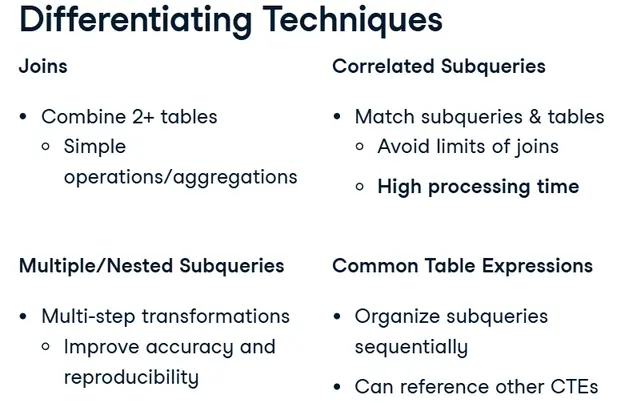 Differentiating Techniques
Joins
• Combine 2+ tables
○ Simple
operations/aggregations
Correlated Subqueries
• Match subqueries & tables
○ Avoid limits of joins
○ High processing time
Multiple/Nested Subqueries
• Multi-step transformations
○ Improve accuracy and
reproducibility
Common Table Expressions
• Organize subqueries
sequentially
• Can reference other CTEs